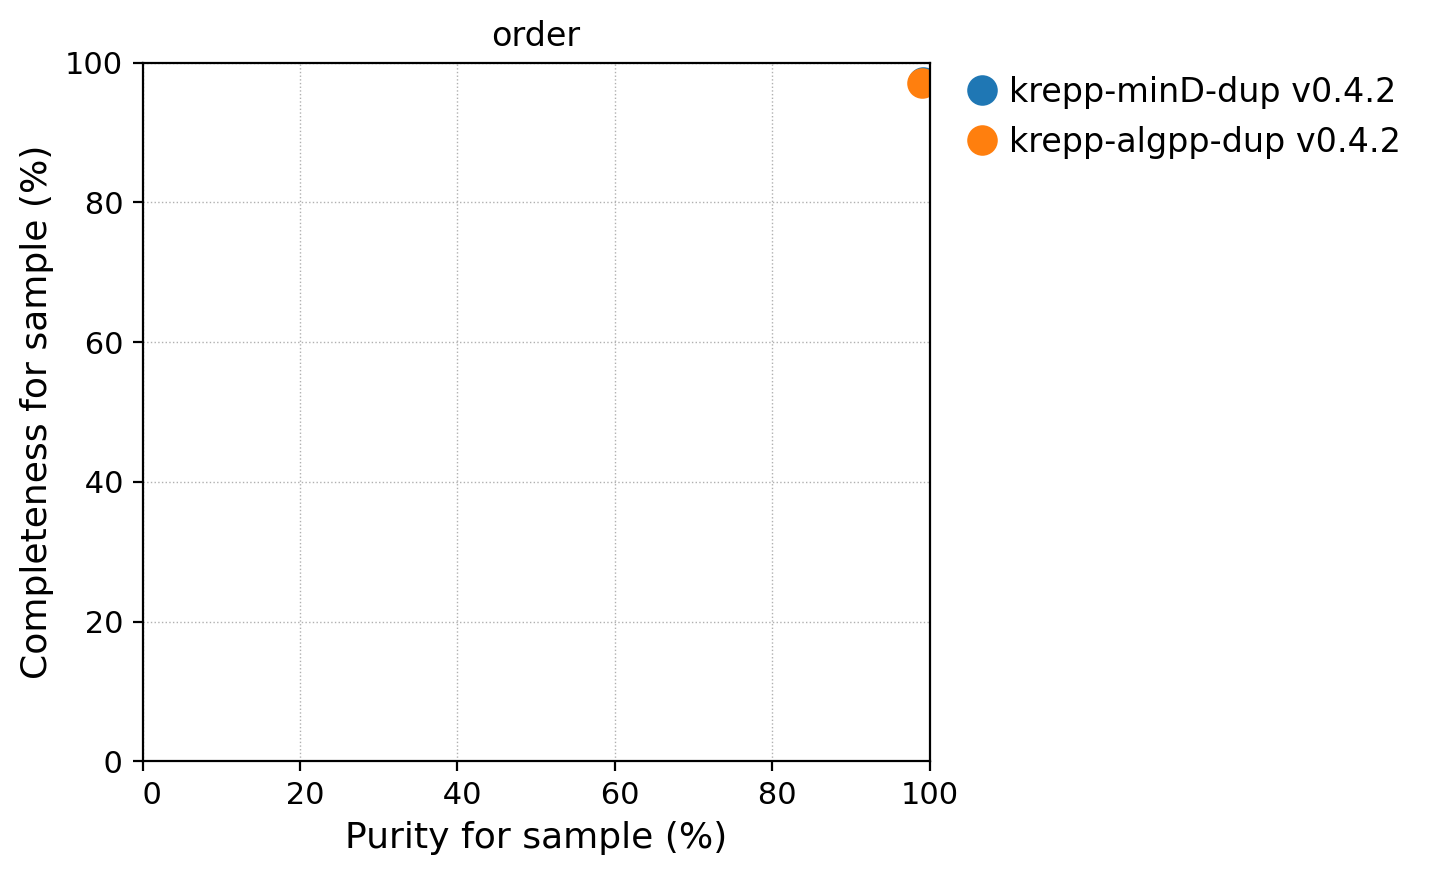 order
100
80
60
40
20
0
Completeness for sample (%)
0 20 40 60 80 100
Purity for sample (%)
krepp-minD-dup v0.4.2
krepp-algpp-dup v0.4.2